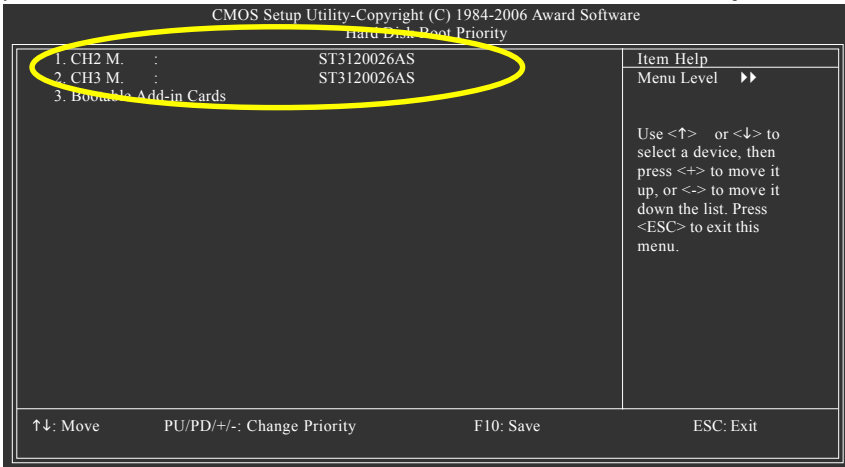 CMOS Setup Utility-Copyright (C) 1984-2006 Award Software
Hard Disk Boot Priority
1. CH2 M. : ST3120026AS
2. CH3 M. : ST3120026AS
3. Bootable Add-in Cards
Item Help
Menu Level ▶▶
Use <↑> or <↓> to
select a device, then
press <+> to move it
up, or <-> to move it
down the list. Press
<ESC> to exit this
menu.
↑↓: Move PU/PD/+/-: Change Priority F10: Save ESC: Exit